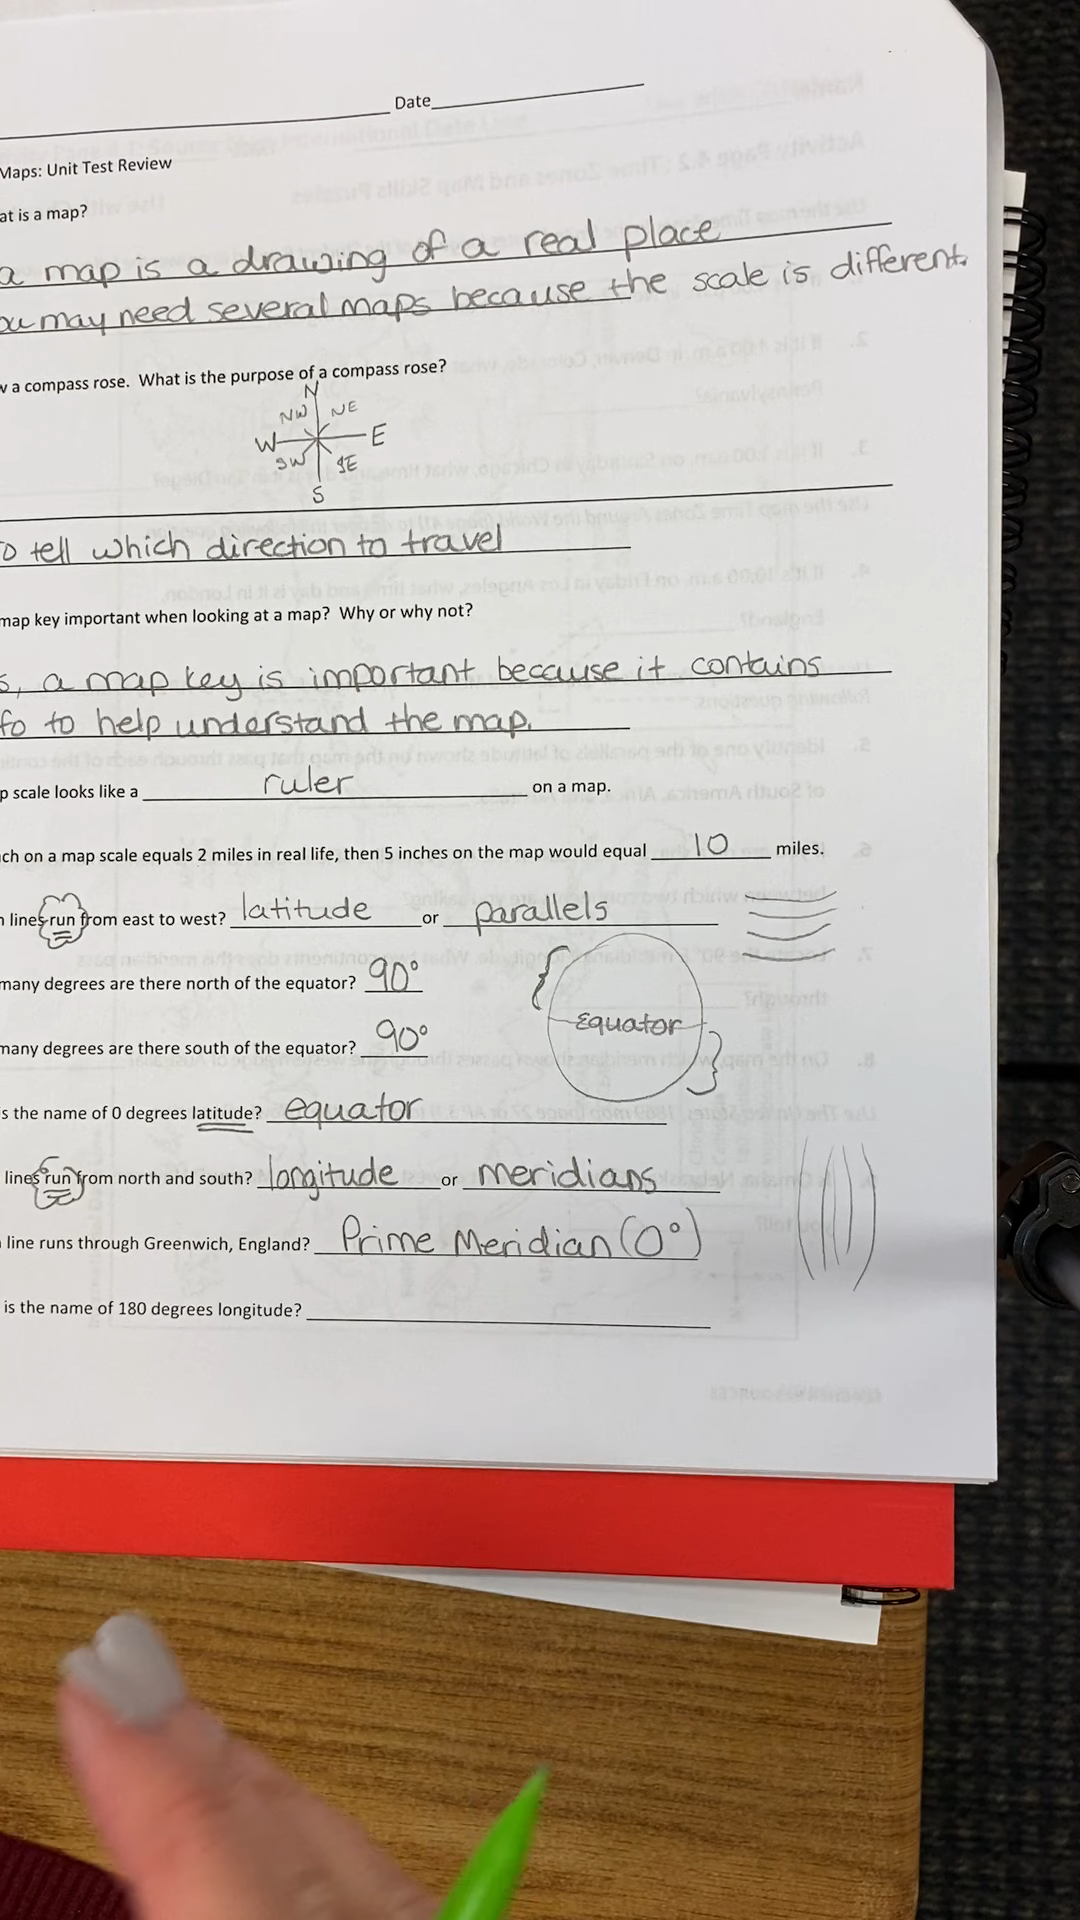 Date
Maps: Unit Test Review
at is a map?
a map is a drawing of a real place
ou may need several maps because the scale is different.
w a compass rose. What is the purpose of a compass rose?
N
NW NE
W E
SW SE
S
o tell which direction to travel
map key important when looking at a map? Why or why not?
s, a map key is important because it contains
fo to help understand the map.
p scale looks like a ruler on a map.
ch on a map scale equals 2 miles in real life, then 5 inches on the map would equal 10 miles.
lines run from east to west? latitude or parallels
many degrees are there north of the equator? 90°
Equator
many degrees are there south of the equator? 90°
s the name of 0 degrees latitude? equator
lines run from north and south? longitude or meridians
line runs through Greenwich, England? Prime Meridian (0°)
is the name of 180 degrees longitude?